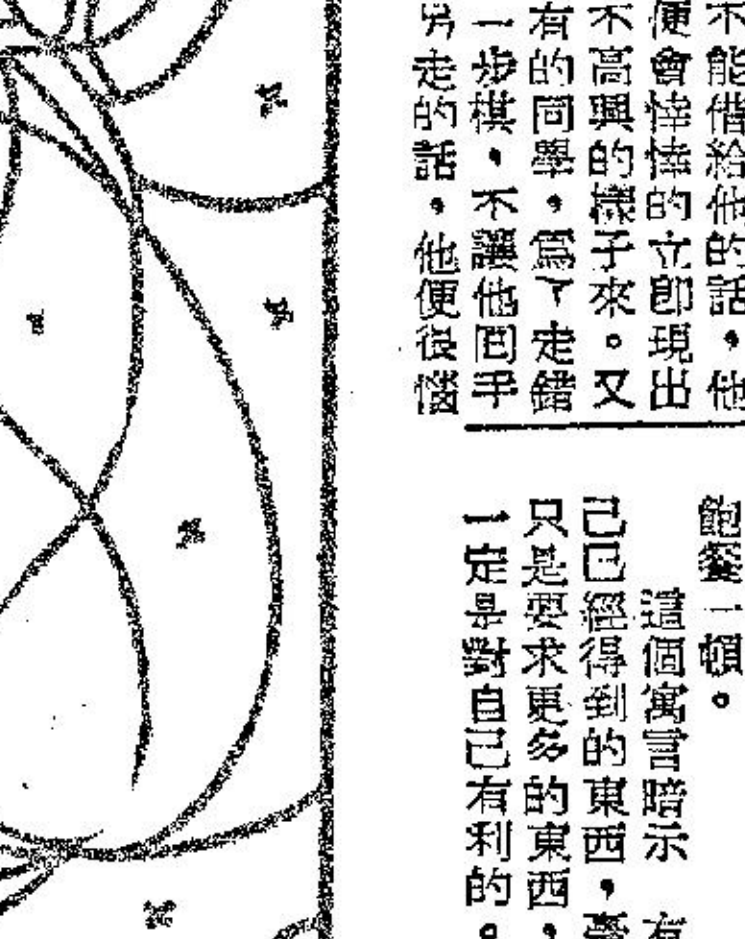 不能借給他的話，他
便會悻悻的立卽現出
不高興的樣子來。又
有的同學，爲了走錯
一步棋，不讓他回手
另走的話，他便很惱
飽餐一頓。
這個寓言暗示　有
己已經得到的東西，
只是要求更多的東西，
一定是對自己有利的。